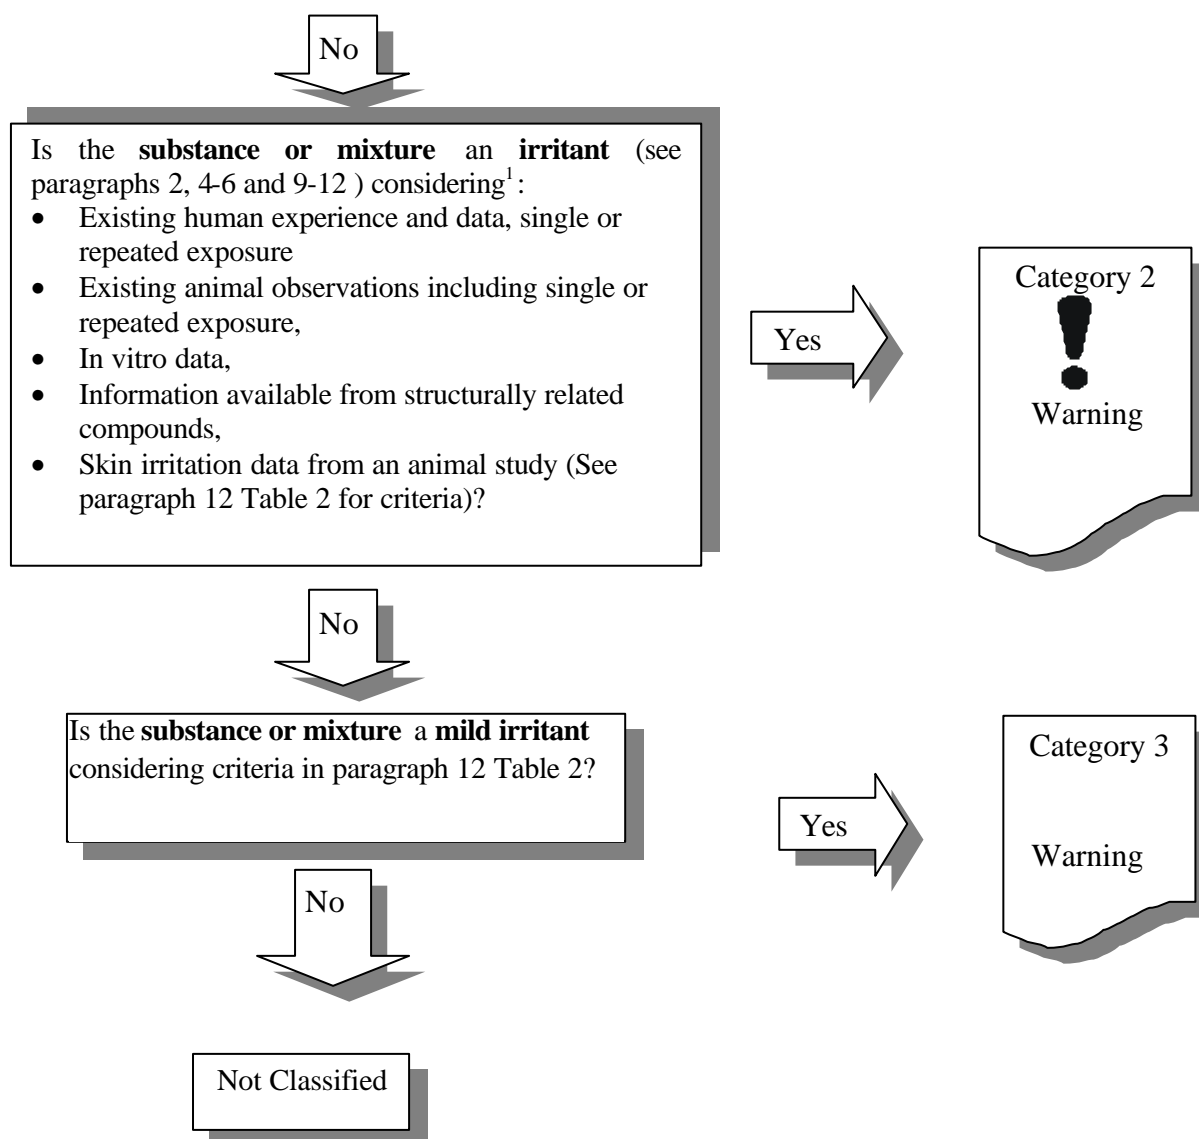 No
Is the substance or mixture an irritant (see
paragraphs 2, 4-6 and 9-12 ) considering1:
• Existing human experience and data, single or
repeated exposure
• Existing animal observations including single or
repeated exposure,
• In vitro data,
• Information available from structurally related
compounds,
• Skin irritation data from an animal study (See
paragraph 12 Table 2 for criteria)?
Yes
Category 2
!
Warning
No
Is the substance or mixture a mild irritant
considering criteria in paragraph 12 Table 2?
Yes
Category 3
Warning
No
Not Classified